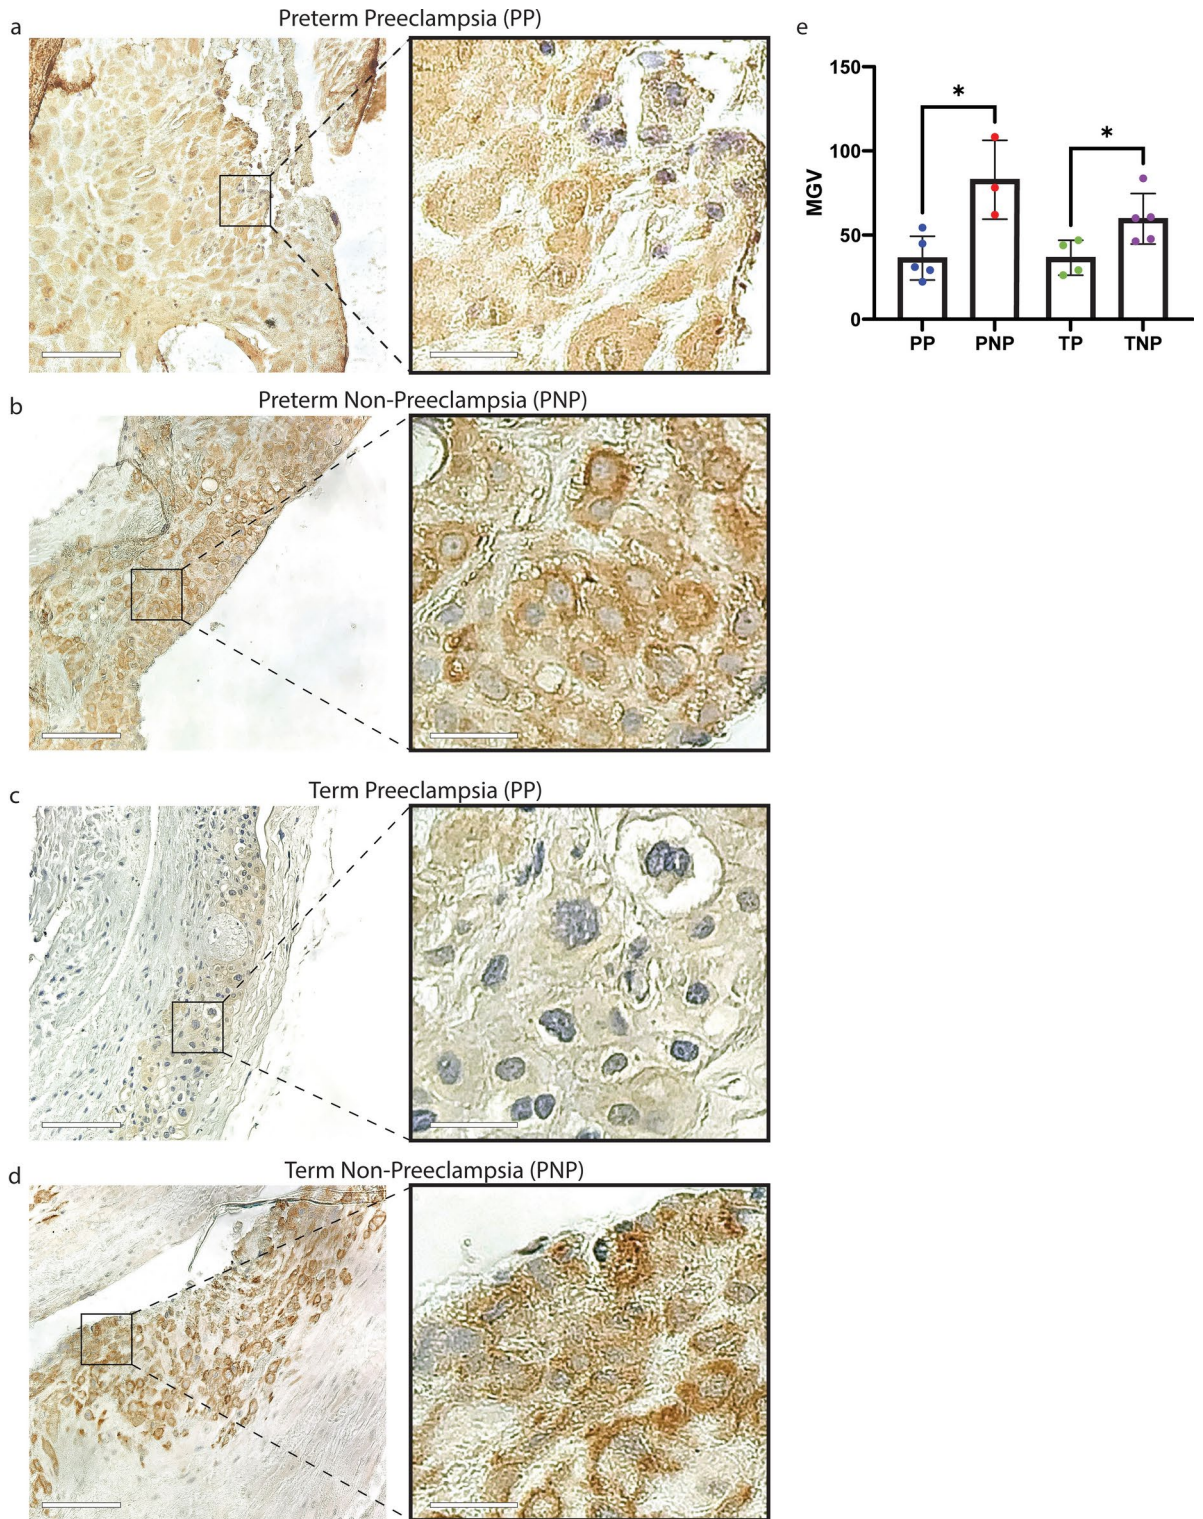 a
Preterm Preeclampsia (PP)
b
Preterm Non-Preeclampsia (PNP)
c
Term Preeclampsia (PP)
d
Term Non-Preeclampsia (PNP)
e
150
100
50
0
MGV
*
*
PP PNP TP TNP